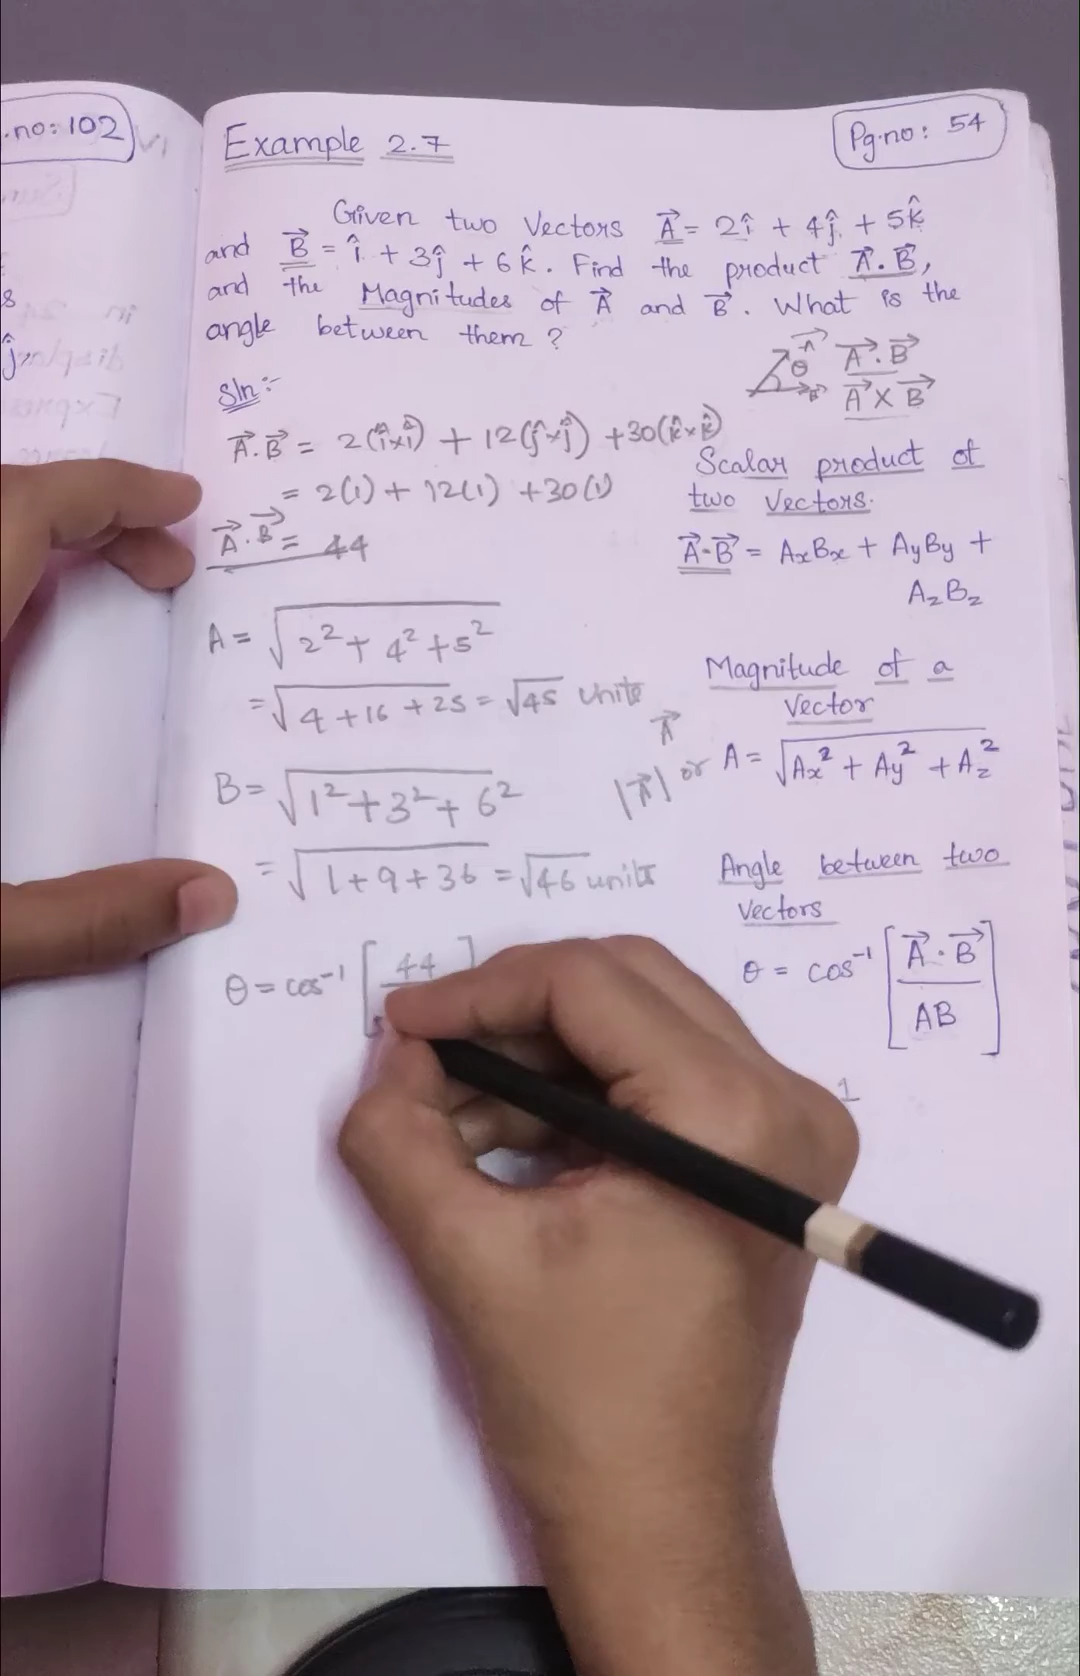 .no: 102
Example 2.7
Pg.no: 54
Given two Vectors A⃗ = 2î + 4ĵ + 5k̂
and B⃗ = î + 3ĵ + 6k̂. Find the product A⃗.B⃗,
and the Magnitudes of A⃗ and B⃗. What is the
angle between them?
Sln:-
A⃗ θ B⃗
A⃗.B⃗
A⃗ × B⃗
A⃗.B⃗ = 2(î×î) + 12(ĵ×ĵ) + 30(k̂×k̂)
= 2(1) + 12(1) + 30(1)
A⃗.B⃗ = 44
Scalar product of
two Vectors.
A⃗.B⃗ = AxBx + AyBy +
AzBz
A = √2² + 4² + 5²
= √4 + 16 + 25 = √45 units
Magnitude of a
Vector
A⃗
|A⃗| or A = √Ax² + Ay² + Az²
B = √1² + 3² + 6²
= √1 + 9 + 36 = √46 units
Angle between two
Vectors
θ = cos⁻¹ [A⃗.B⃗
AB]
θ = cos⁻¹ [44]
1